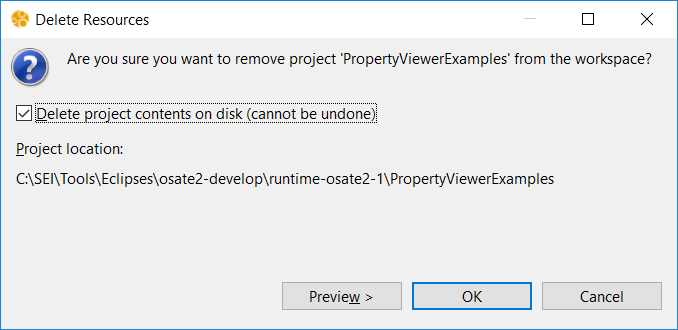 Delete Resources
Are you sure you want to remove project 'PropertyViewerExamples' from the workspace?
Delete project contents on disk (cannot be undone)
Project location:
C:\SEI\Tools\Eclipses\osate2-develop\runtime-osate2-1\PropertyViewerExamples
Preview > OK Cancel